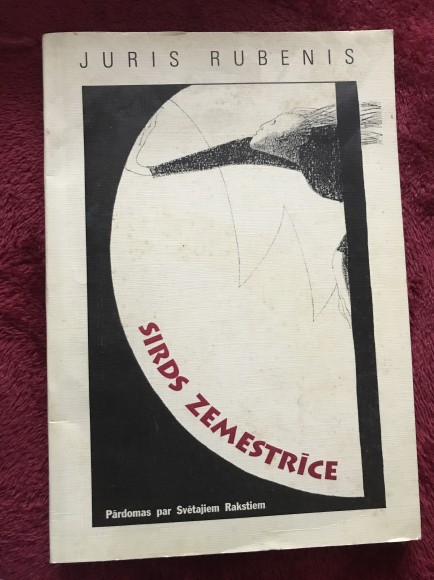 JURIS RUBENIS
SIRDS ZEMESTRĪCE
Pārdomas par Svētajiem Rakstiem